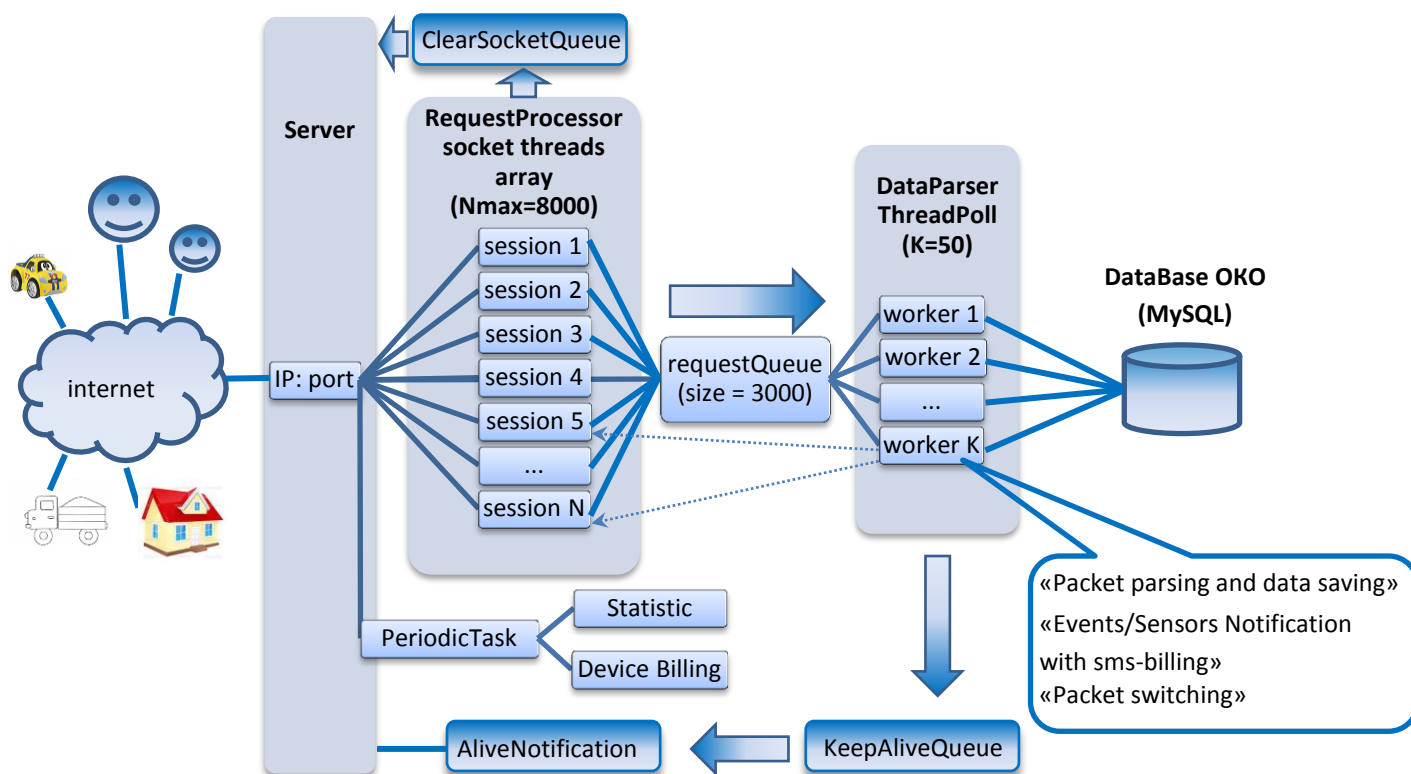 ClearSocketQueue
Server
RequestProcessor
socket threads
array
(Nmax=8000)
session 1
session 2
session 3
session 4
session 5
...
session N
internet
IP: port
requestQueue
(size = 3000)
DataParser
ThreadPoll
(K=50)
worker 1
worker 2
...
worker K
DataBase OKO
(MySQL)
«Packet parsing and data saving»
«Events/Sensors Notification
with sms-billing»
«Packet switching»
PeriodicTask
Statistic
Device Billing
AliveNotification
KeepAliveQueue